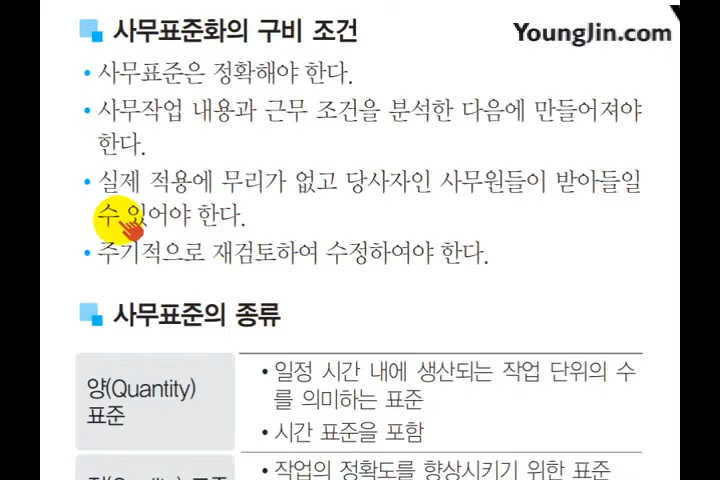 사무표준화의 구비 조건
YoungJin.com
• 사무표준은 정확해야 한다.
• 사무작업 내용과 근무 조건을 분석한 다음에 만들어져야
한다.
• 실제 적용에 무리가 없고 당사자인 사무원들이 받아들일
수 있어야 한다.
• 주기적으로 재검토하여 수정하여야 한다.
사무표준의 종류
양(Quantity)
표준
• 일정 시간 내에 생산되는 작업 단위의 수
를 의미하는 표준
• 시간 표준을 포함
• 작업의 정확도를 향상시키기 위한 표준